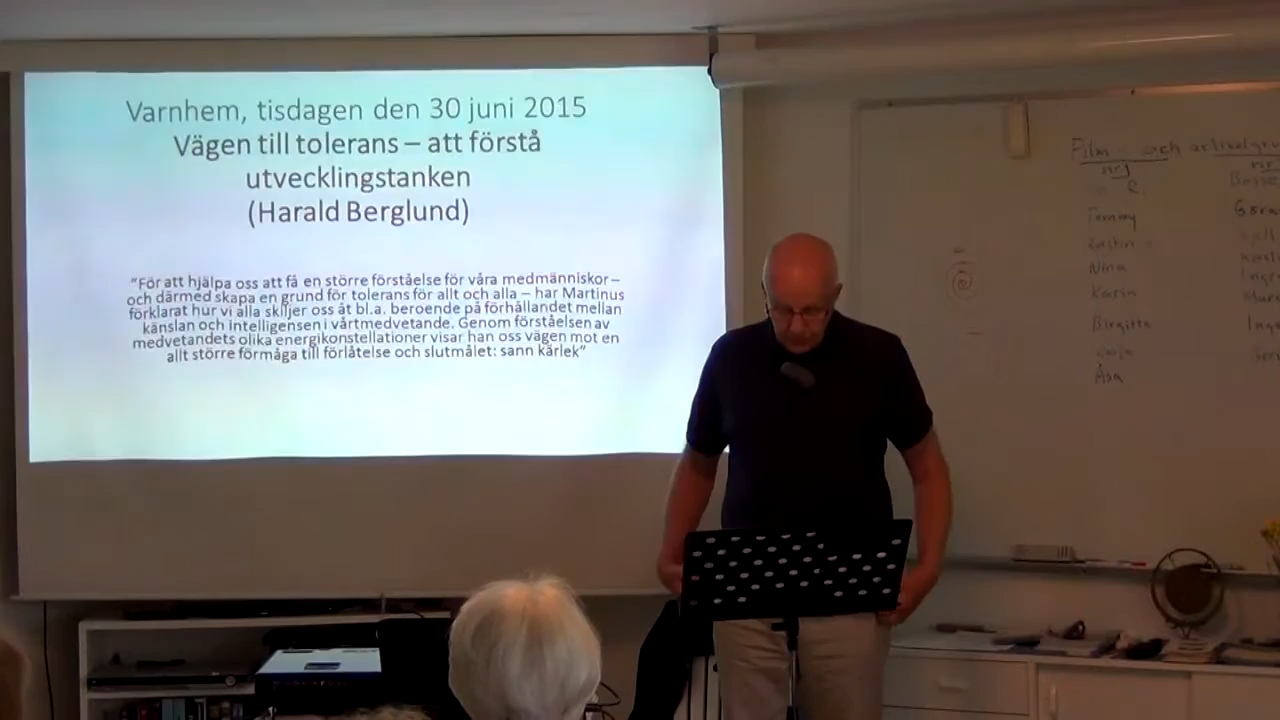 Varnhem, tisdagen den 30 juni 2015
Vägen till tolerans – att förstå
utvecklingstanken
(Harald Berglund)
”För att hjälpa oss att få en större förståelse för våra medmänniskor –
och därmed skapa en grund för tolerans för allt och alla – har Martinus
förklarat hur vi alla skiljer oss åt bl.a. beroende på förhållandet mellan
känslan och intelligensen i vårt medvetande. Genom förståelsen av
medvetandets olika energikonstellationer visar han oss vägen mot en
allt större förmåga till förlåtelse och slutmålet: sann kärlek”
Film - och artikelgru
nej
R.
Tommy
Nina
Karin
Birgitta
Åsa